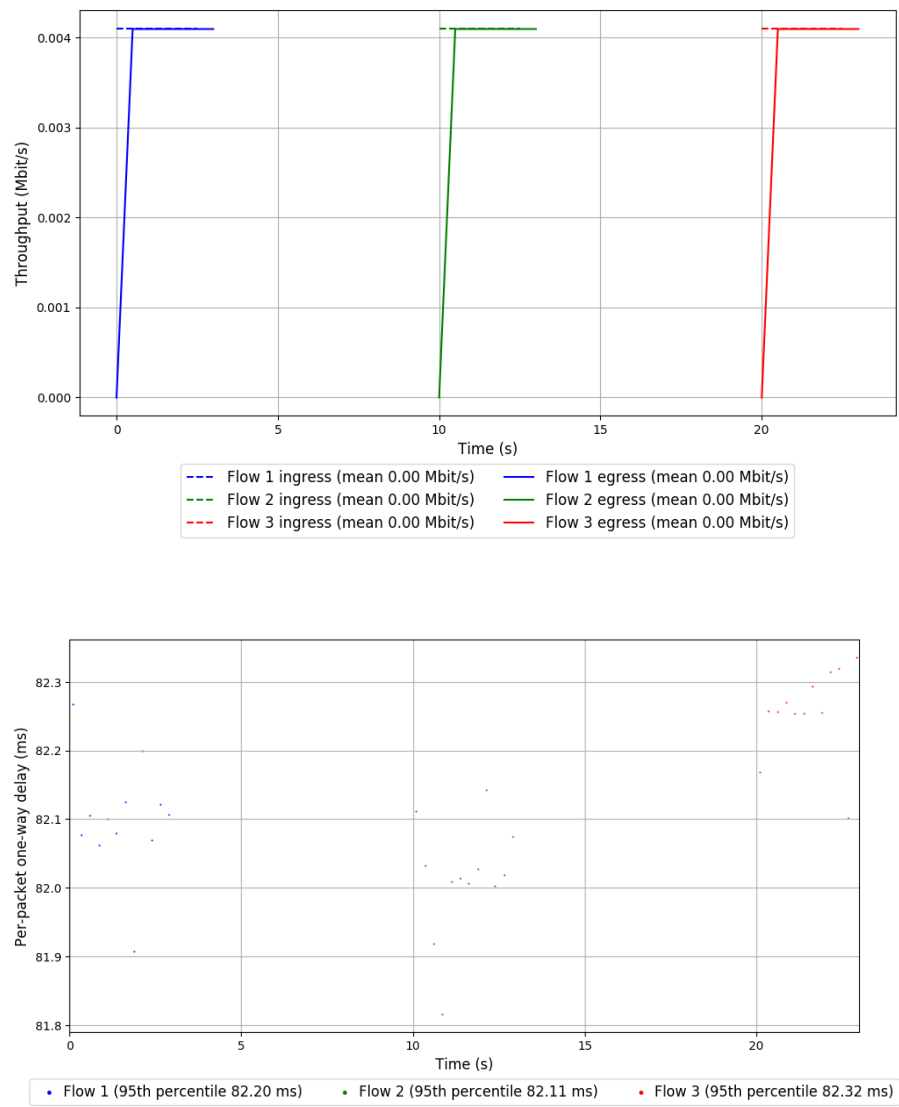 0.004
0.003
0.002
0.001
0.000
Throughput (Mbit/s)
0 5 10 15 20
Time (s)
Flow 1 ingress (mean 0.00 Mbit/s) Flow 1 egress (mean 0.00 Mbit/s)
Flow 2 ingress (mean 0.00 Mbit/s) Flow 2 egress (mean 0.00 Mbit/s)
Flow 3 ingress (mean 0.00 Mbit/s) Flow 3 egress (mean 0.00 Mbit/s)
82.3
82.2
82.1
82.0
81.9
81.8
Per-packet one-way delay (ms)
0 5 10 15 20
Time (s)
Flow 1 (95th percentile 82.20 ms) Flow 2 (95th percentile 82.11 ms) Flow 3 (95th percentile 82.32 ms)